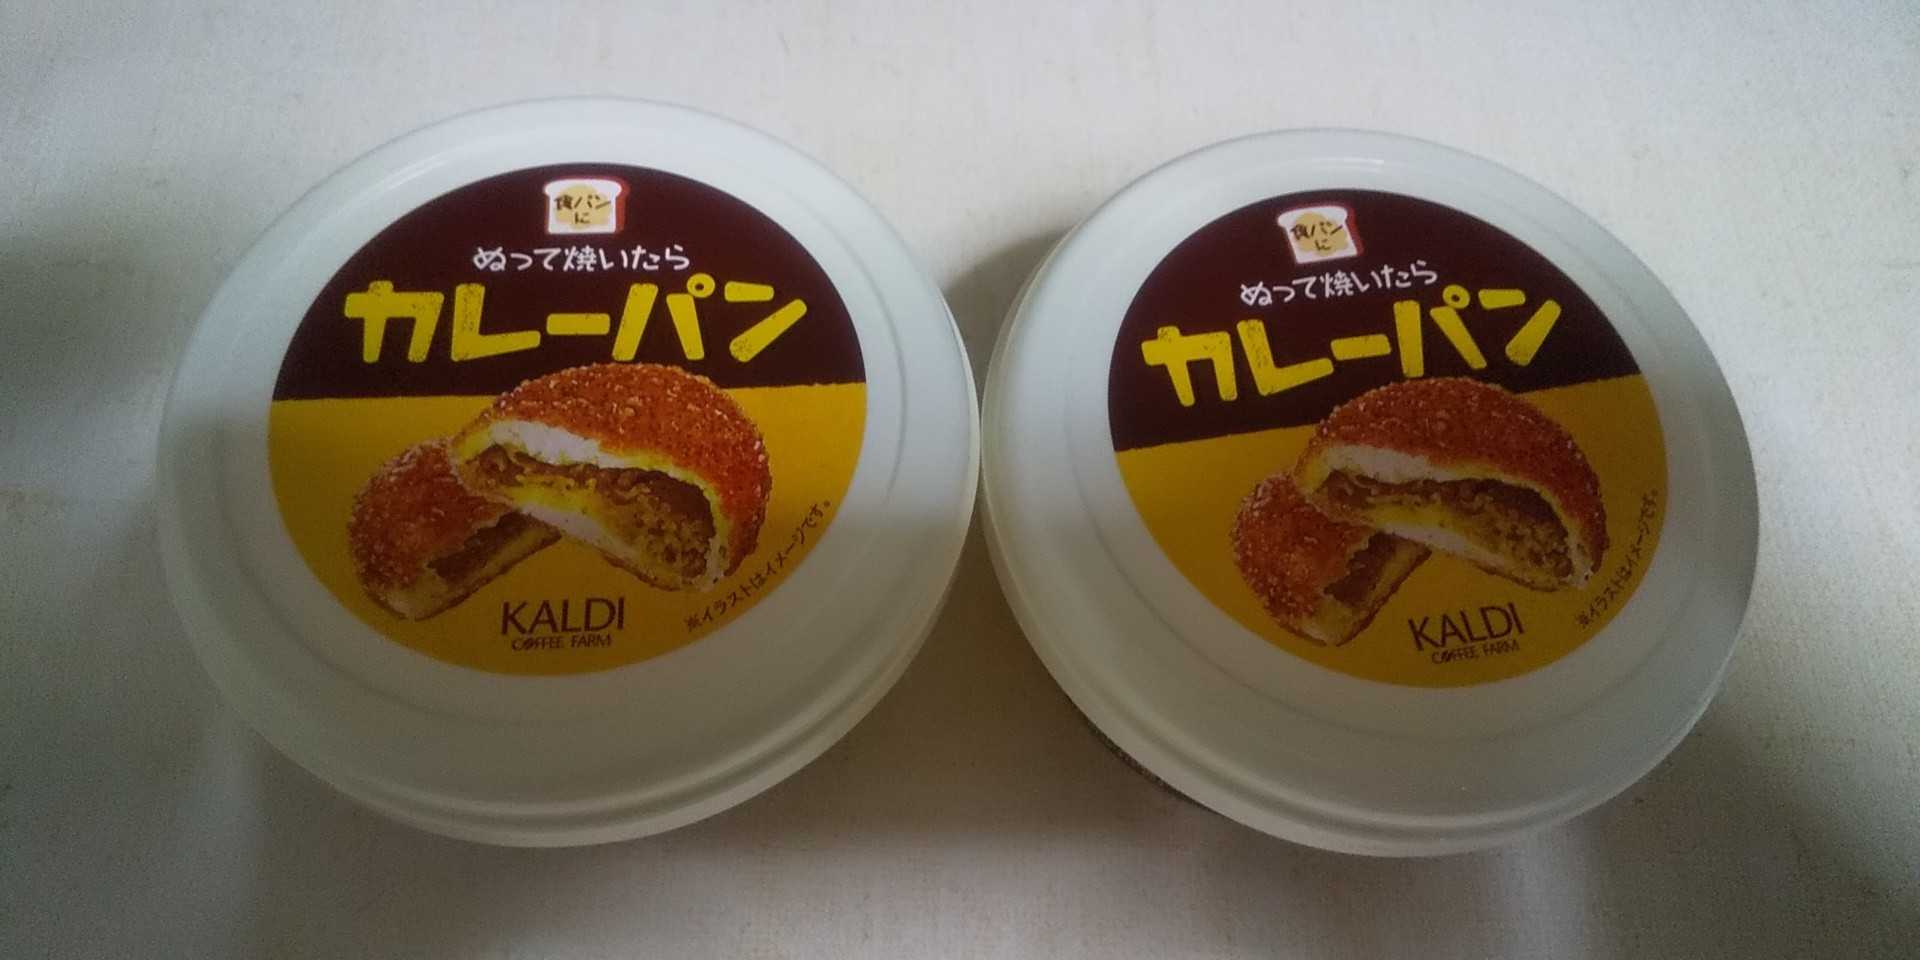 食パン
に
ぬって焼いたら
カレーパン
KALDI
COFFEE FARM
※イラストはイメージです。
食パン
に
ぬって焼いたら
カレーパン
KALDI
COFFEE FARM
※イラストはイメージです。